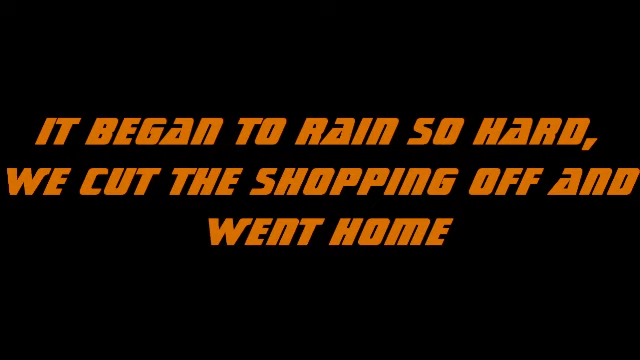 IT BEGAN TO RAIN SO HARD,
WE CUT THE SHOPPING OFF AND
WENT HOME